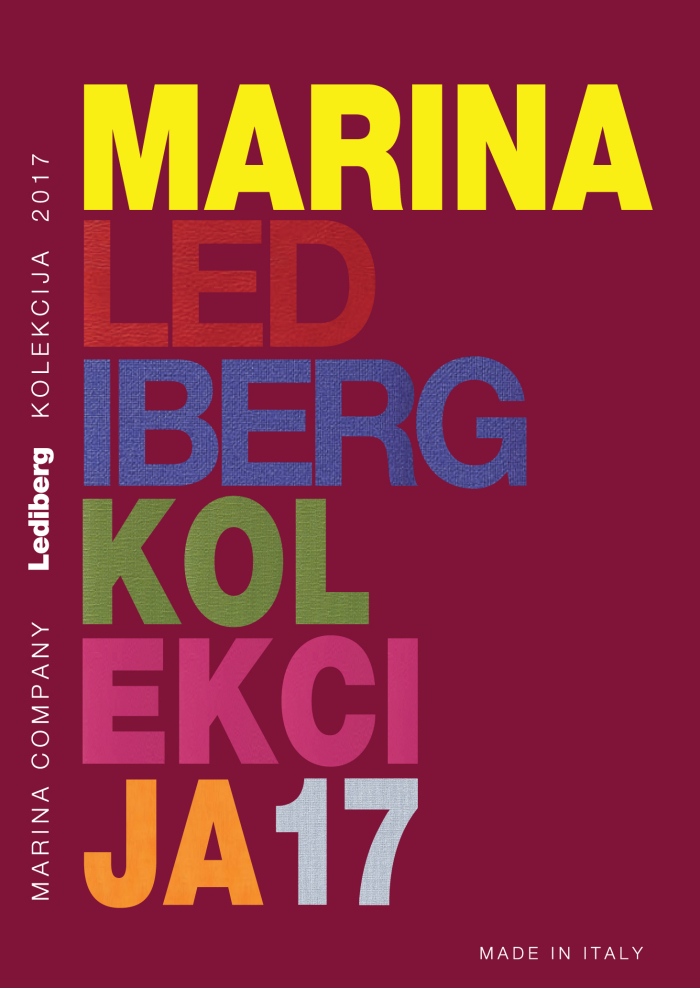 MARINA
LED
IBERG
KOL
EKCI
JA17
MARINA COMPANY Lediberg KOLEKCIJA 2017
MADE IN ITALY